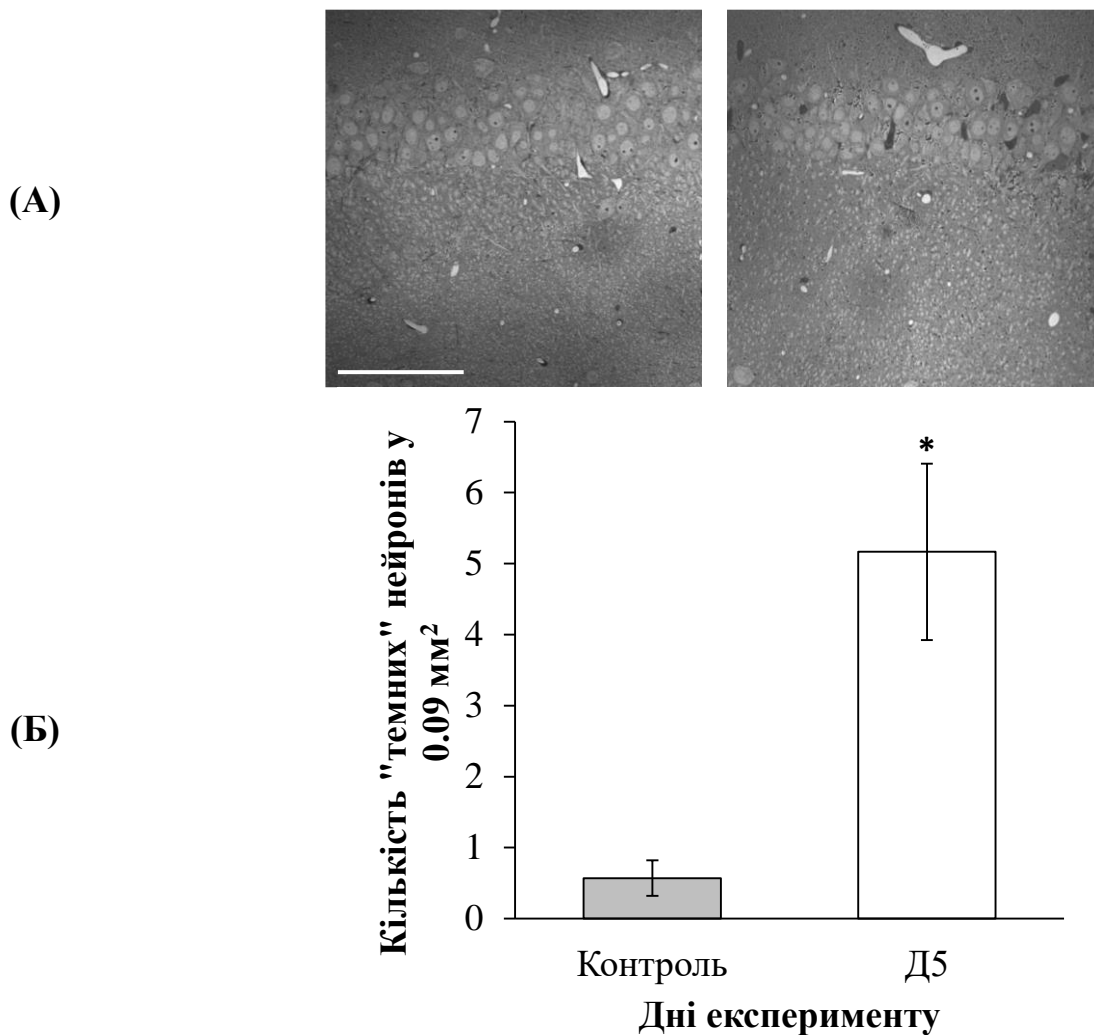 (А)
(Б)
Кількість "темних" нейронів у
0.09 мм²
7
6
5
4
3
2
1
0
*
Контроль
Д5
Дні експерименту